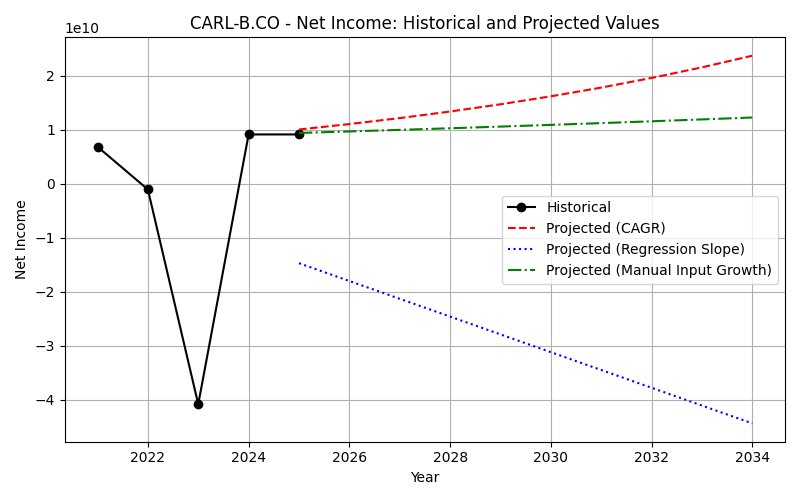 CARL-B.CO - Net Income: Historical and Projected Values
1e10
2
1
0
−1
−2
−3
−4
Net Income
Historical
Projected (CAGR)
Projected (Regression Slope)
Projected (Manual Input Growth)
2022 2024 2026 2028 2030 2032 2034
Year